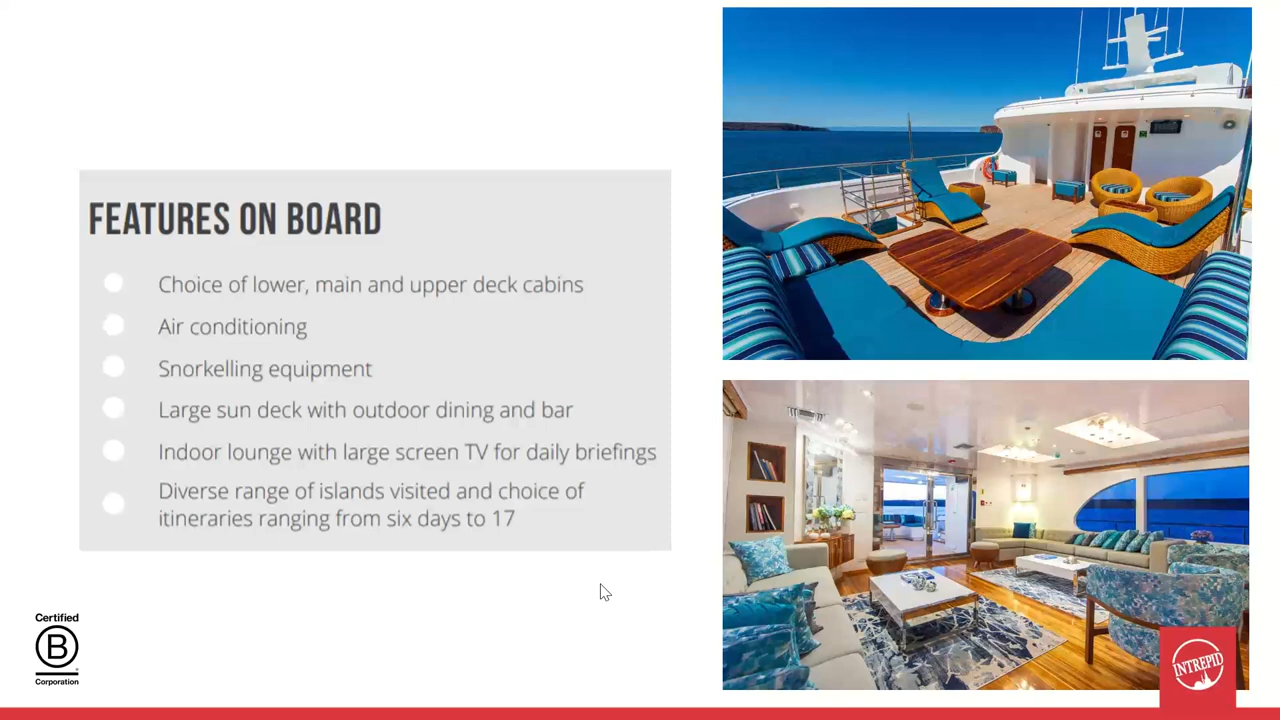 FEATURES ON BOARD
Choice of lower, main and upper deck cabins
Air conditioning
Snorkelling equipment
Large sun deck with outdoor dining and bar
Indoor lounge with large screen TV for daily briefings
Diverse range of islands visited and choice of
itineraries ranging from six days to 17
Certified
B
Corporation
INTREPID